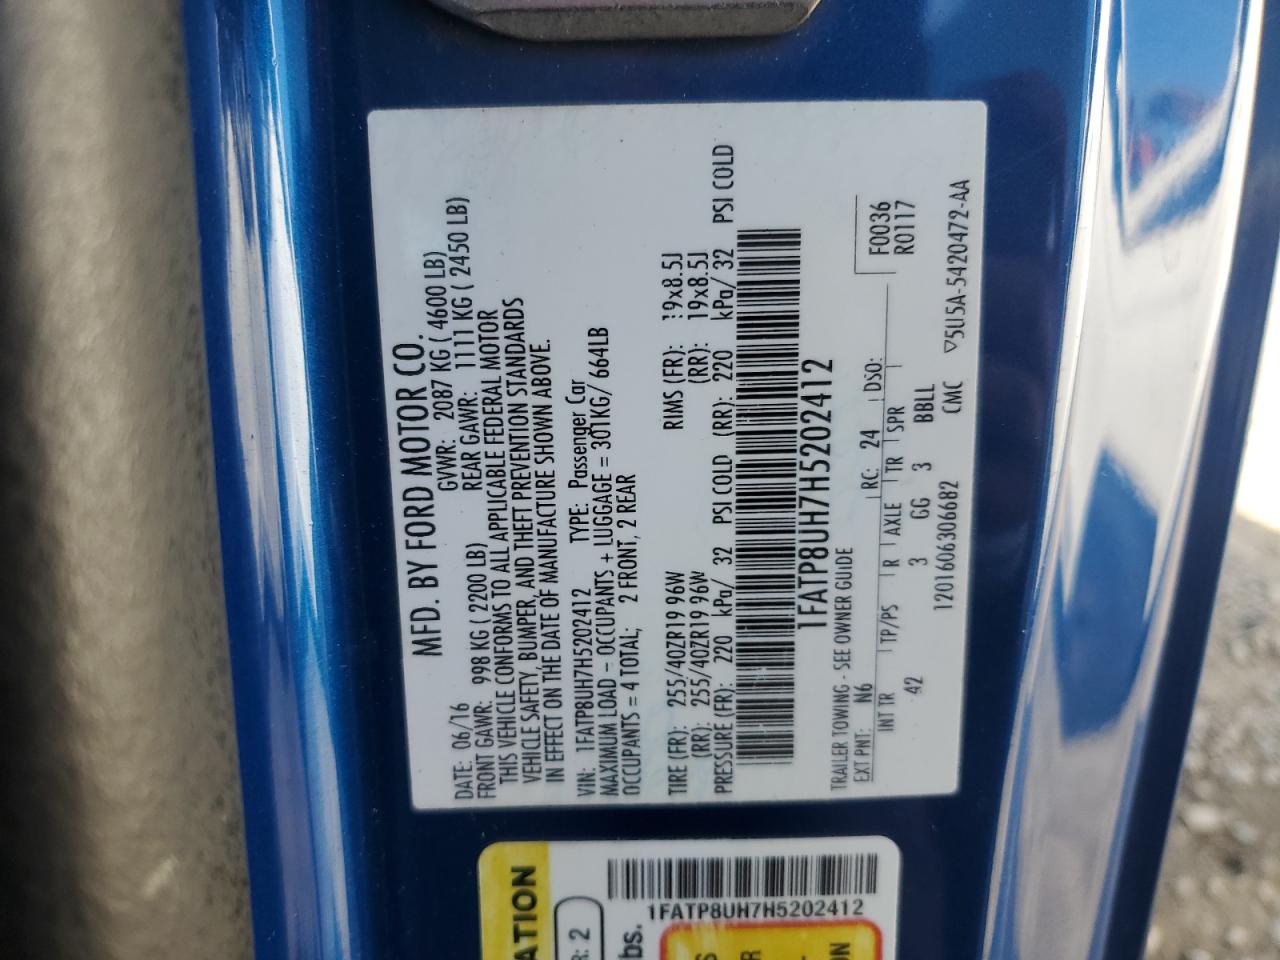 MFD. BY FORD MOTOR CO.
DATE: 06/16 GVWR: 2087 KG ( 4600 LB)
FRONT GAWR: 998 KG ( 2200 LB) REAR GAWR: 1111 KG ( 2450 LB)
THIS VEHICLE CONFORMS TO ALL APPLICABLE FEDERAL MOTOR
VEHICLE SAFETY, BUMPER, AND THEFT PREVENTION STANDARDS
IN EFFECT ON THE DATE OF MANUFACTURE SHOWN ABOVE.
VIN: 1FATP8UH7H5202412 TYPE: Passenger Car
MAXIMUM LOAD - OCCUPANTS + LUGGAGE = 301KG/ 664LB
OCCUPANTS = 4 TOTAL; 2 FRONT, 2 REAR
TIRE (FR): 255/40ZR19 96W RIMS (FR): 19x8.5J
(RR): 255/40ZR19 96W (RR): 19x8.5J
PRESSURE (FR): 220 kPa/ 32 PSI COLD (RR): 220 kPa/ 32 PSI COLD
1FATP8UH7H5202412
TRAILER TOWING - SEE OWNER GUIDE
EXT PNT: N6 RC: 24 DSO: F0036
INT TR TP/PS R AXLE TR SPR R0117
42 3 GG 3 BBLL
1201606306682 CMC ▽5U5A-5420472-AA
ATION
R: 2
1FATP8UH7H5202412
bs.